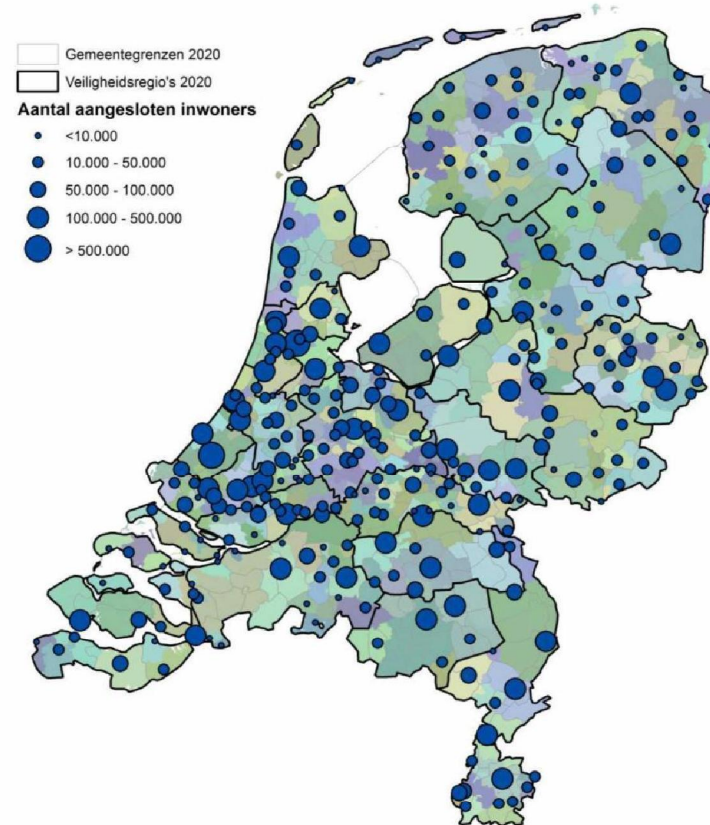 Gemeentegrenzen 2020
Veiligheidsregio's 2020
Aantal aangesloten inwoners
<10.000
10.000 - 50.000
50.000 - 100.000
100.000 - 500.000
> 500.000